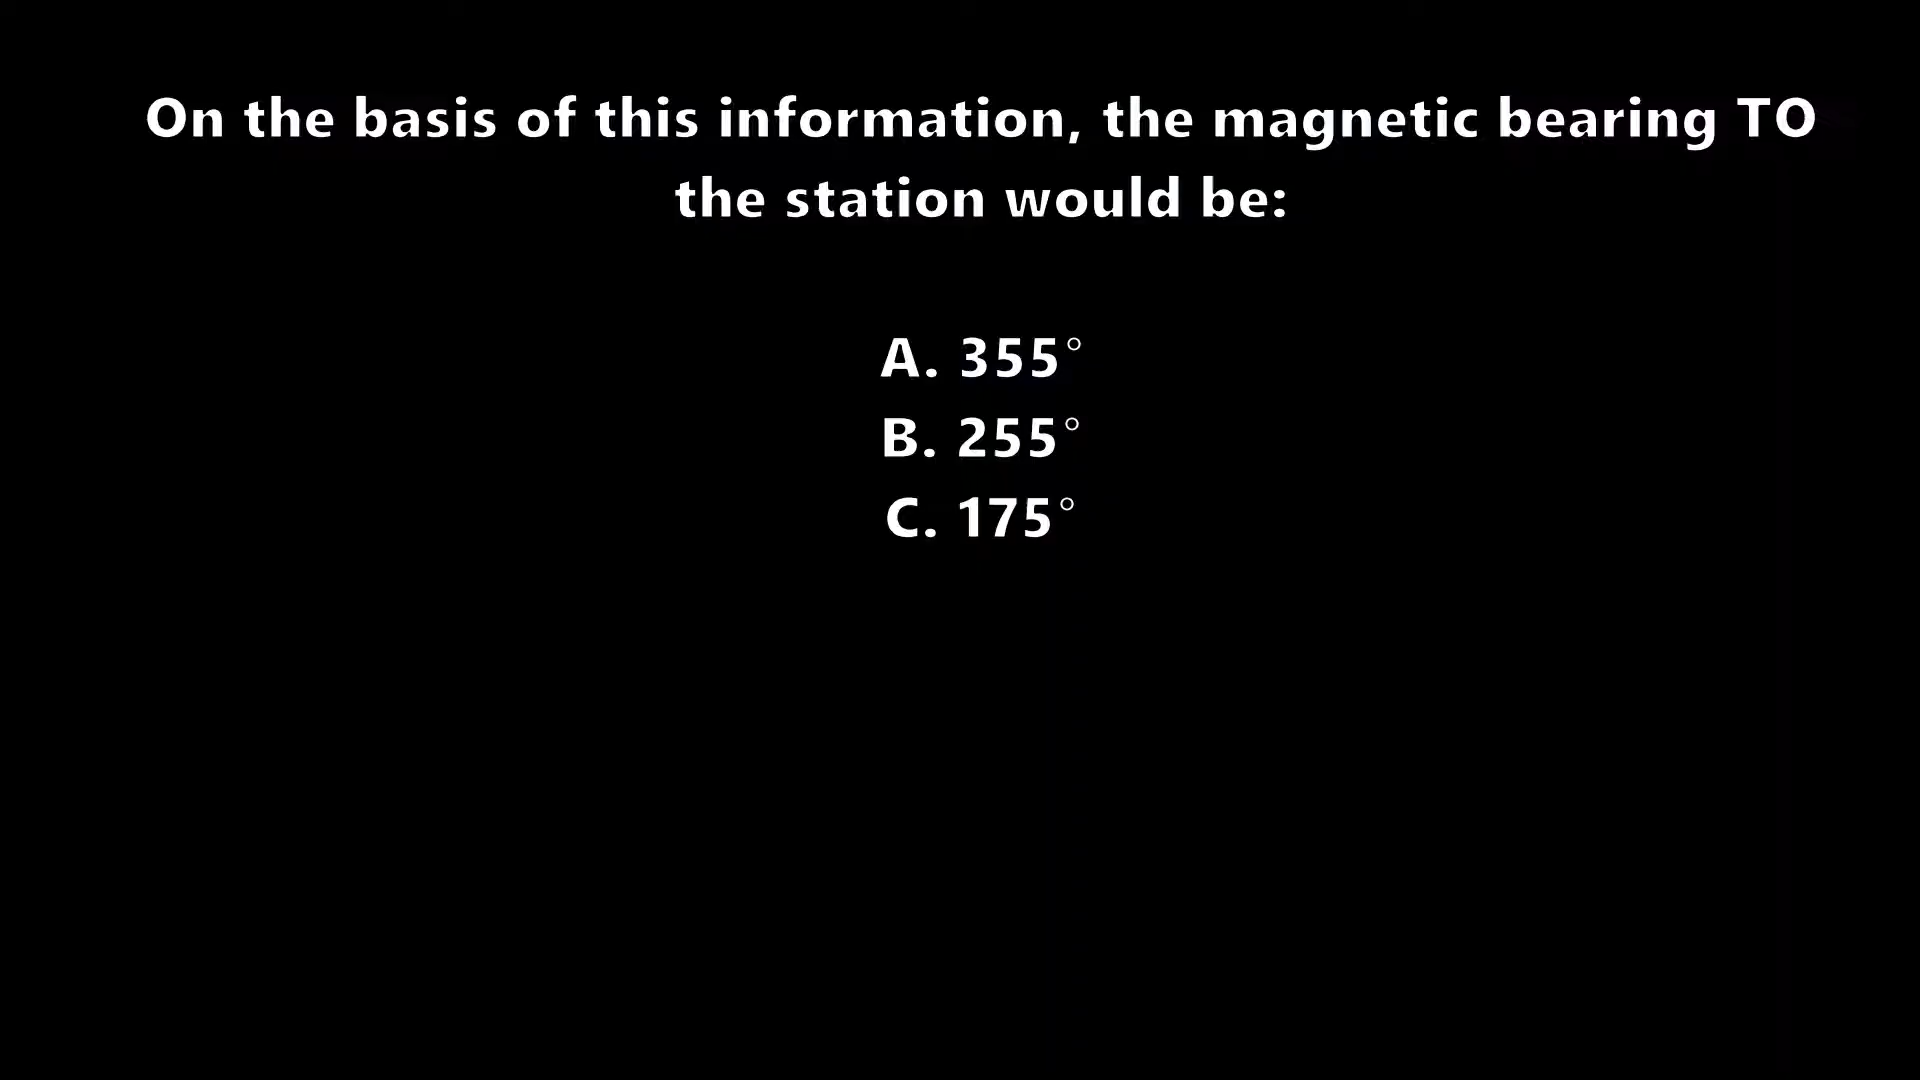 On the basis of this information, the magnetic bearing TO
the station would be:
A. 355°
B. 255°
C. 175°